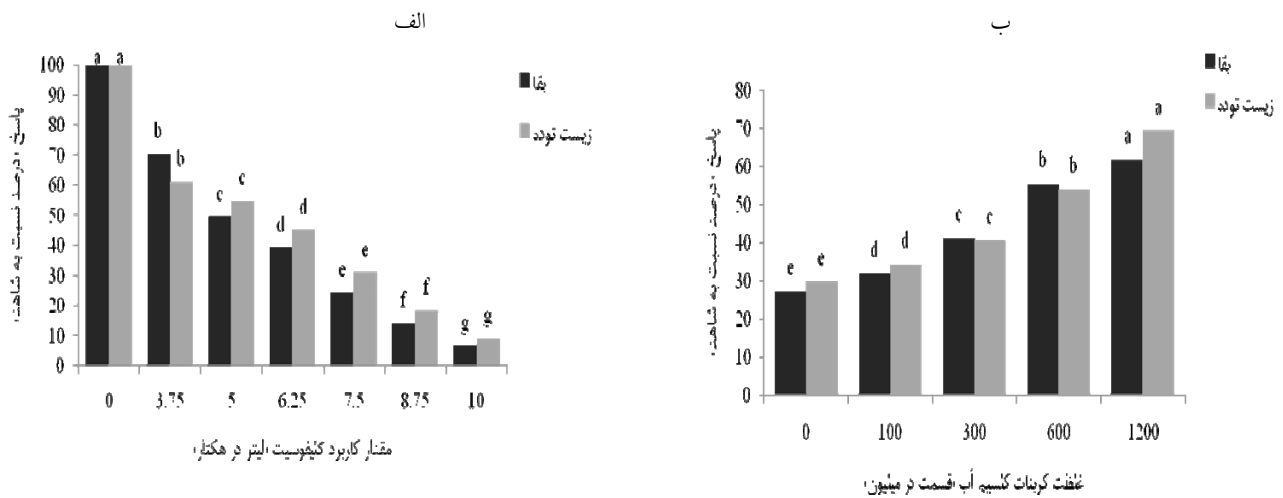 الف
a a
b
b
c c
d d
e e
f f
g g
100
90
80
70
60
50
40
30
20
10
0
0 3.75 5 6.25 7.5 8.75 10
پاسخ (درصد نسبت به شاهد)
مقدار کاربرد گلیفوسیت (لیتر در هکتار)
بقا
زیست توده
ب
a
a
b b
c c
d d
e e
80
70
60
50
40
30
20
10
0
0 100 300 600 1200
پاسخ (درصد نسبت به شاهد)
غلظت کربنات کلسیم آب (قسمت در میلیون)
بقا
زیست توده